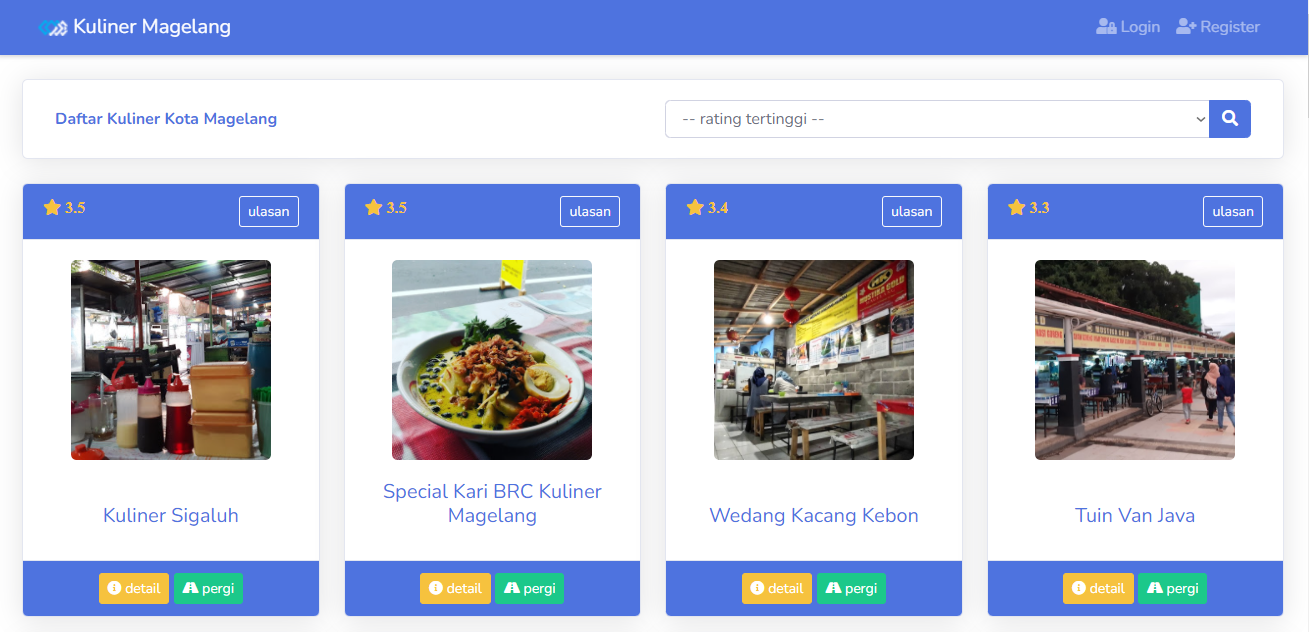 Kuliner Magelang
Login
Register
Daftar Kuliner Kota Magelang
-- rating tertinggi --
3.5
ulasan
3.5
ulasan
3.4
ulasan
3.3
ulasan
MUSTIKA GOLD
Kuliner Sigaluh
Special Kari BRC Kuliner
Magelang
Wedang Kacang Kebon
Tuin Van Java
detail
pergi
detail
pergi
detail
pergi
detail
pergi